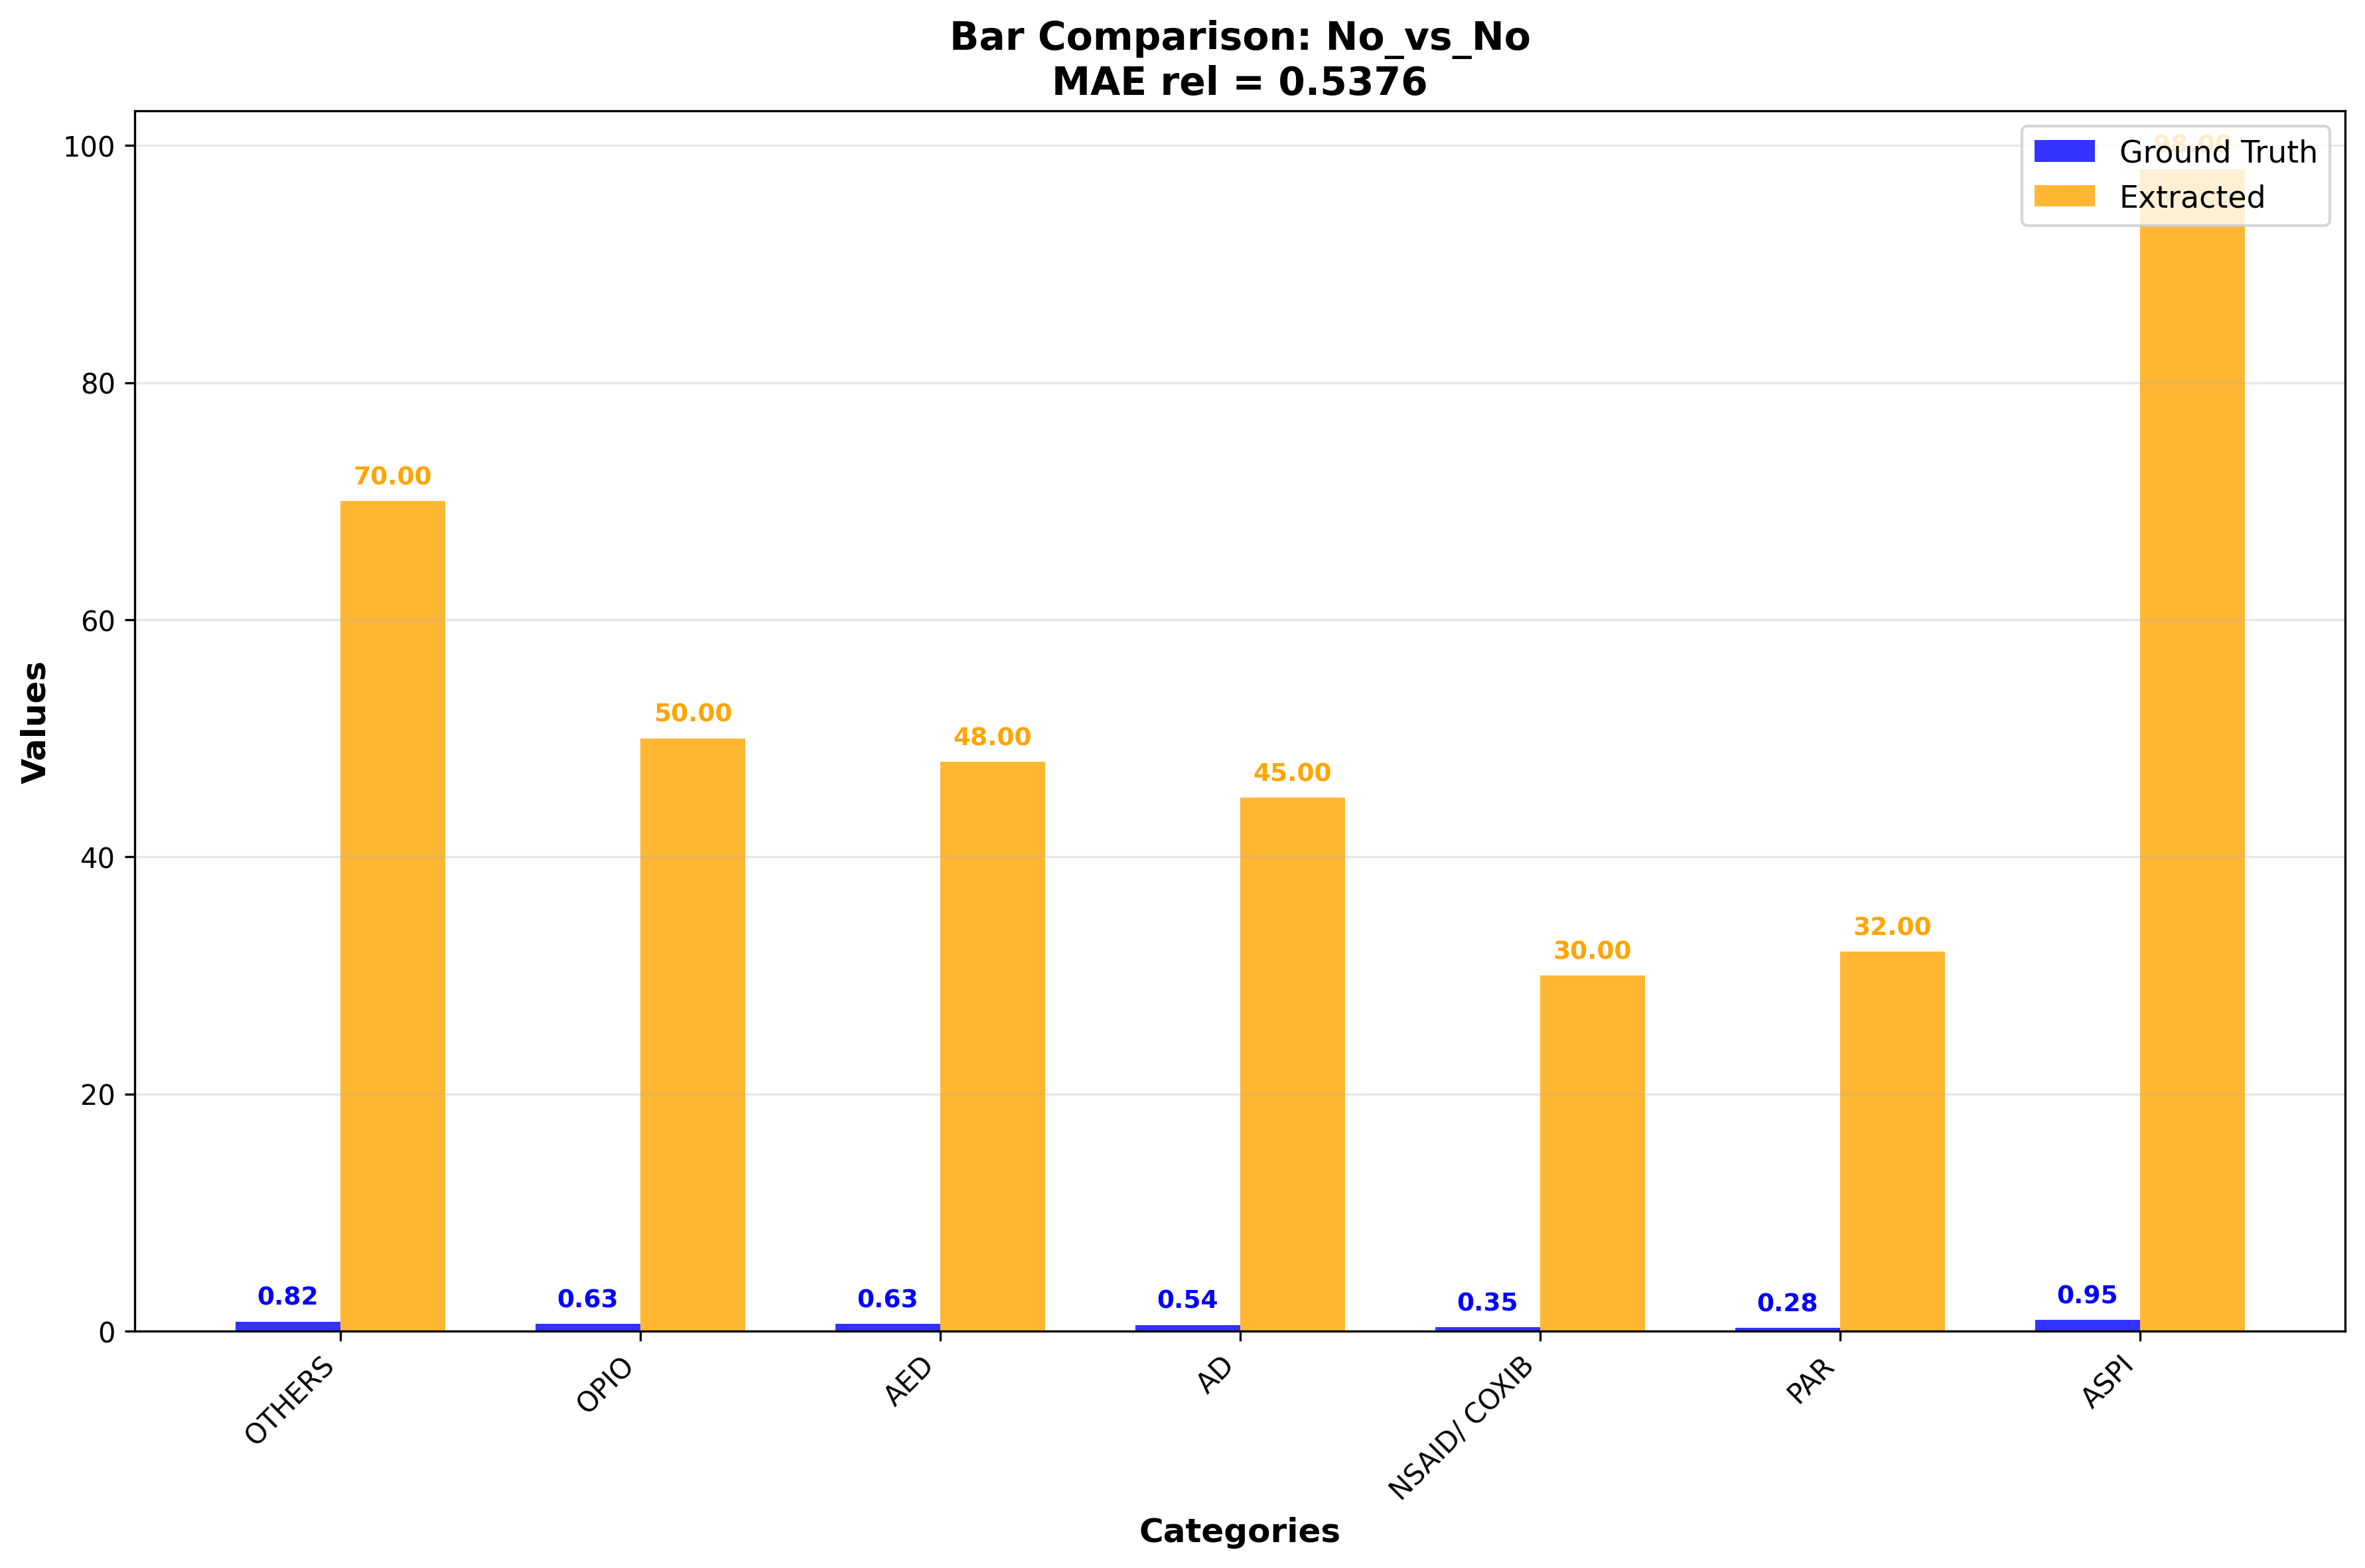 Bar Comparison: No_vs_No
MAE rel = 0.5376
Ground Truth
Extracted
Values
100
80
60
40
20
0
98.00
70.00
50.00
48.00
45.00
30.00
32.00
0.82
0.63
0.63
0.54
0.35
0.28
0.95
OTHERS
OPIO
AED
AD
NSAID/ COXIB
PAR
ASPI
Categories